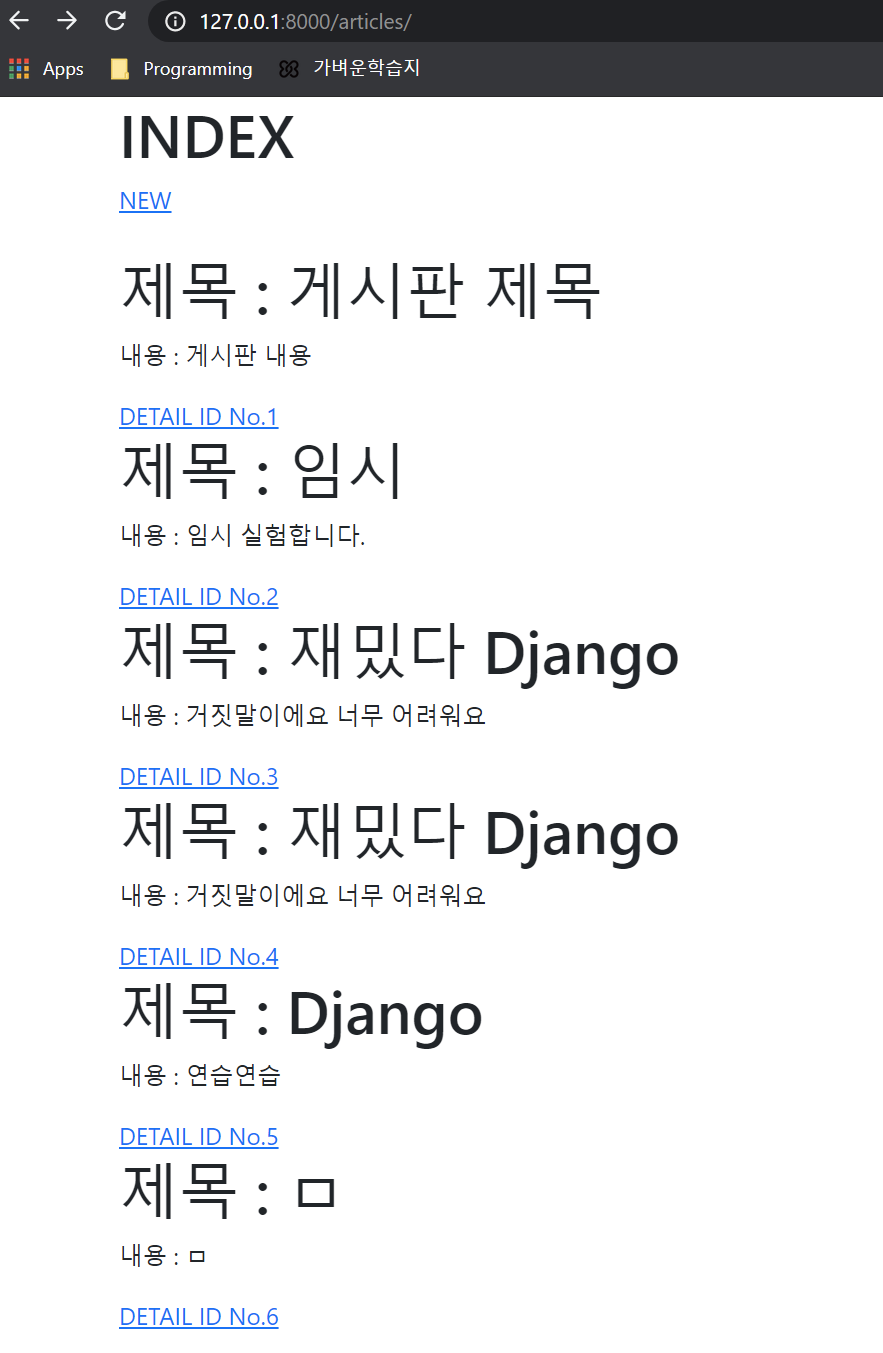 127.0.0.1:8000/articles/
Apps Programming 가벼운학습지
INDEX
NEW
제목 : 게시판 제목
내용 : 게시판 내용
DETAIL ID No.1
제목 : 임시
내용 : 임시 실험합니다.
DETAIL ID No.2
제목 : 재밌다 Django
내용 : 거짓말이에요 너무 어려워요
DETAIL ID No.3
제목 : 재밌다 Django
내용 : 거짓말이에요 너무 어려워요
DETAIL ID No.4
제목 : Django
내용 : 연습연습
DETAIL ID No.5
제목 : ㅁ
내용 : ㅁ
DETAIL ID No.6